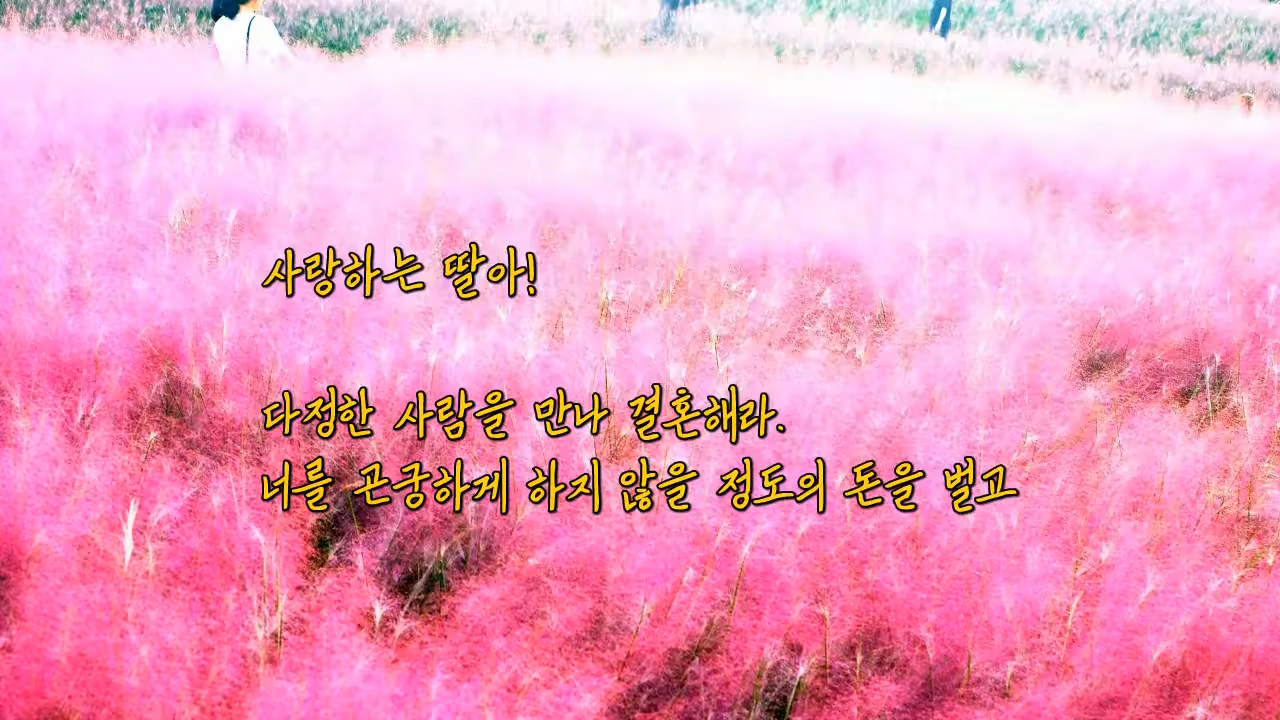 사랑하는 딸아!
다정한 사람을 만나 결혼해라.
너를 곤궁하게 하지 않을 정도의 돈을 벌고